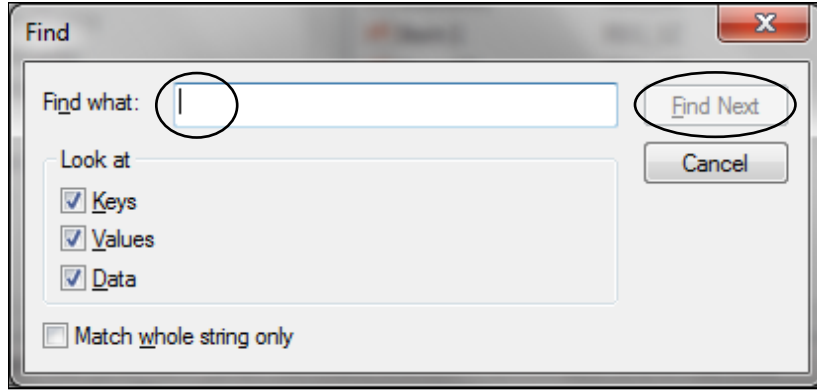 Find
Find what:
Find Next
Look at
Cancel
Keys
Values
Data
Match whole string only